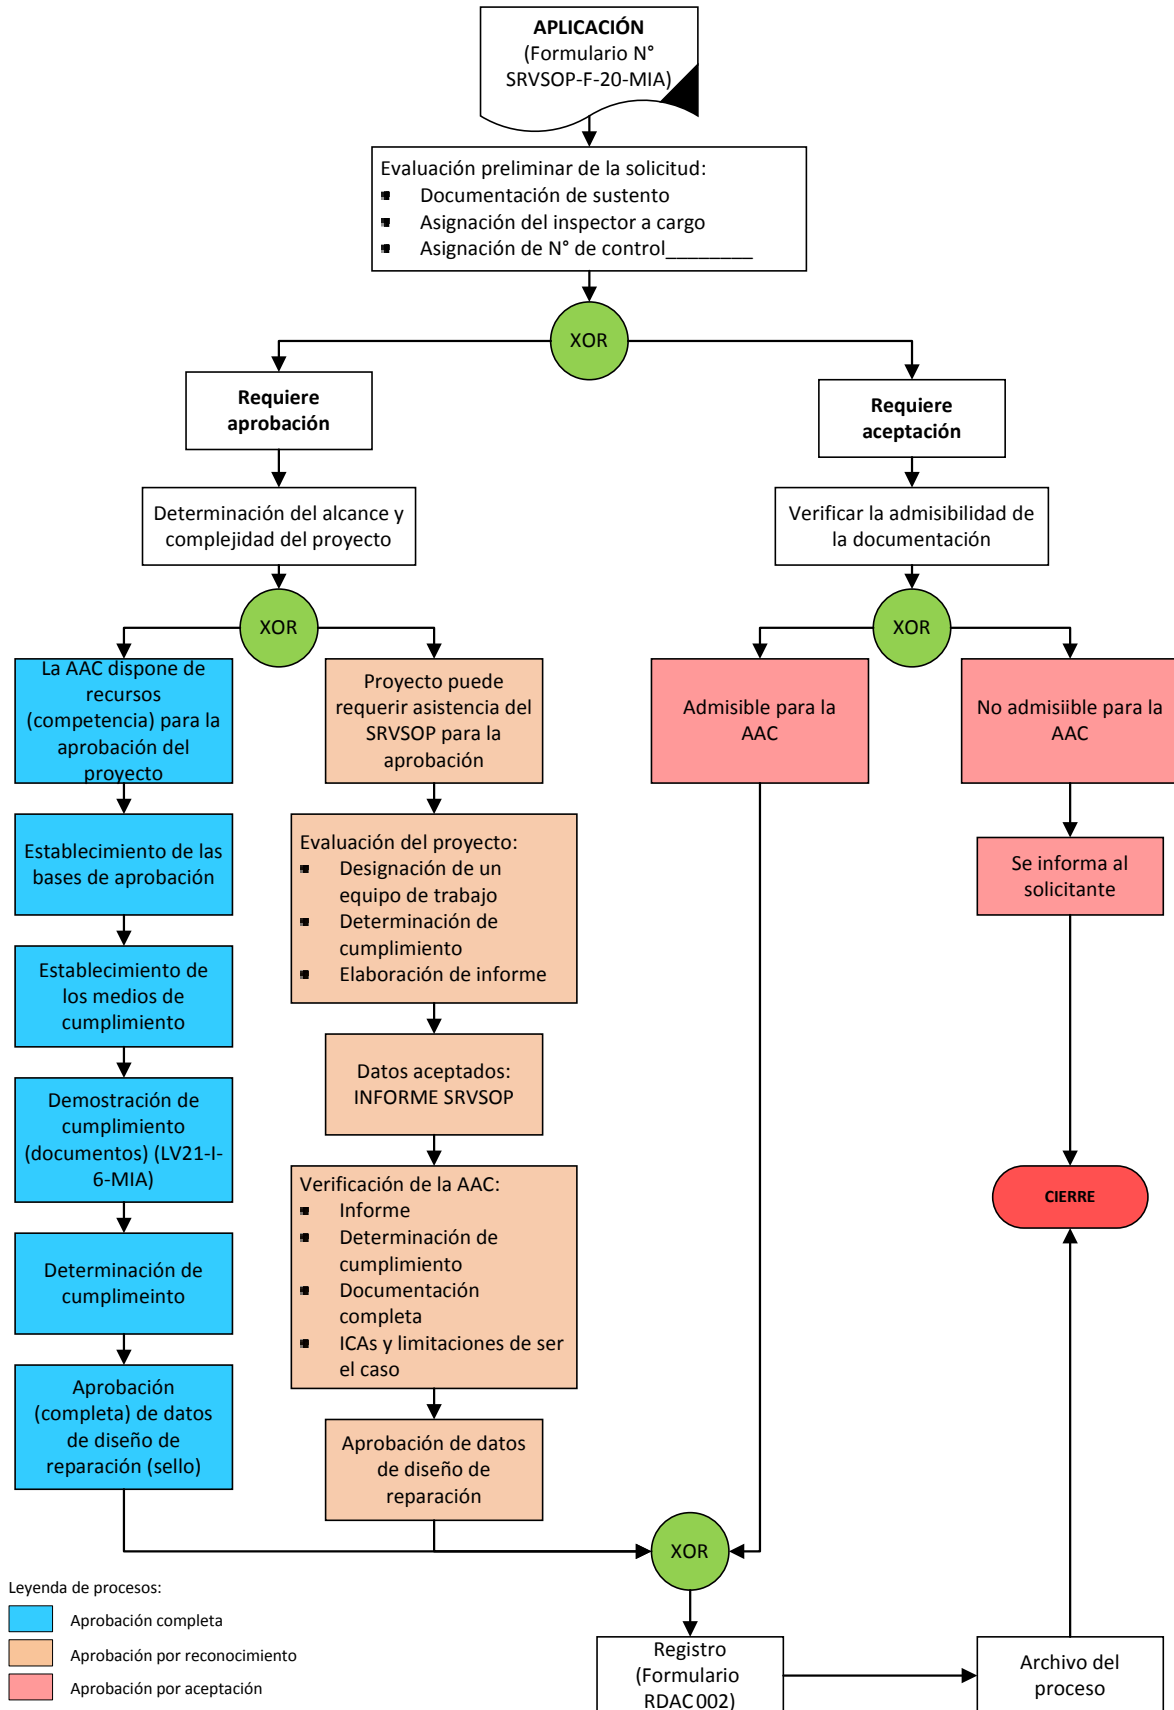 APLICACIÓN
(Formulario N°
SRVSOP-F-20-MIA)
Evaluación preliminar de la solicitud:
Documentación de sustento
Asignación del inspector a cargo
Asignación de N° de control________
XOR
Requiere
aprobación
Requiere
aceptación
Determinación del alcance y
complejidad del proyecto
Verificar la admisibilidad de
la documentación
XOR
XOR
La AAC dispone de
recursos
(competencia) para la
aprobación del
proyecto
Proyecto puede
requerir asistencia del
SRVSOP para la
aprobación
Admisible para la
AAC
No admisiible para la
AAC
Establecimiento de las
bases de aprobación
Evaluación del proyecto:
Designación de un
equipo de trabajo
Determinación de
cumplimiento
Elaboración de informe
Se informa al
solicitante
Establecimiento de
los medios de
cumplimiento
Datos aceptados:
INFORME SRVSOP
Demostración de
cumplimiento
(documentos) (LV21-I-
6-MIA)
Verificación de la AAC:
Informe
Determinación de
cumplimiento
Documentación
completa
ICAs y limitaciones de ser
el caso
CIERRE
Determinación de
cumplimeinto
Aprobación
(completa) de datos
de diseño de
reparación (sello)
Aprobación de datos
de diseño de
reparación
XOR
Leyenda de procesos:
Aprobación completa
Aprobación por reconocimiento
Aprobación por aceptación
Registro
(Formulario
RDAC 002)
Archivo del
proceso